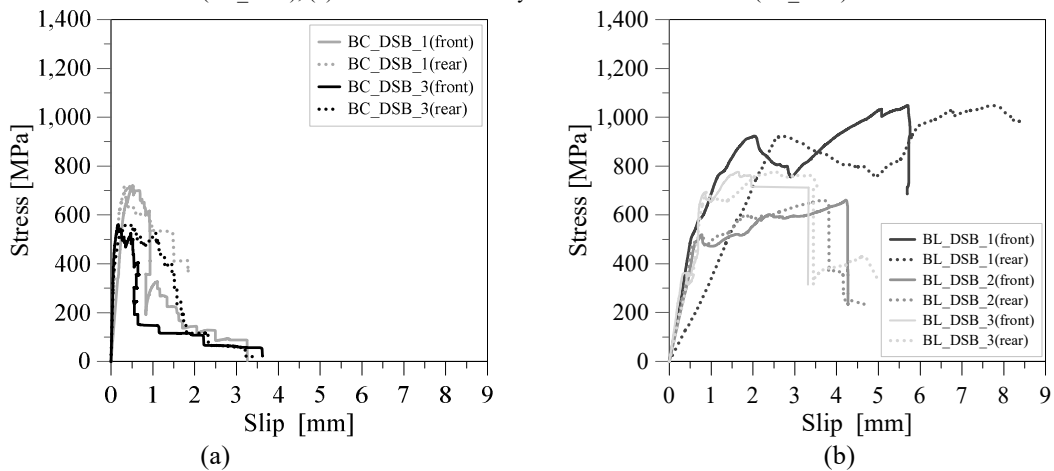 1,400
1,200
1,000
800
600
400
200
0
Stress [MPa]
BC_DSB_1(front)
BC_DSB_1(rear)
BC_DSB_3(front)
BC_DSB_3(rear)
0 1 2 3 4 5 6 7 8 9
Slip [mm]
(a)
1,400
1,200
1,000
800
600
400
200
0
Stress [MPa]
BL_DSB_1(front)
BL_DSB_1(rear)
BL_DSB_2(front)
BL_DSB_2(rear)
BL_DSB_3(front)
BL_DSB_3(rear)
0 1 2 3 4 5 6 7 8 9
Slip [mm]
(b)